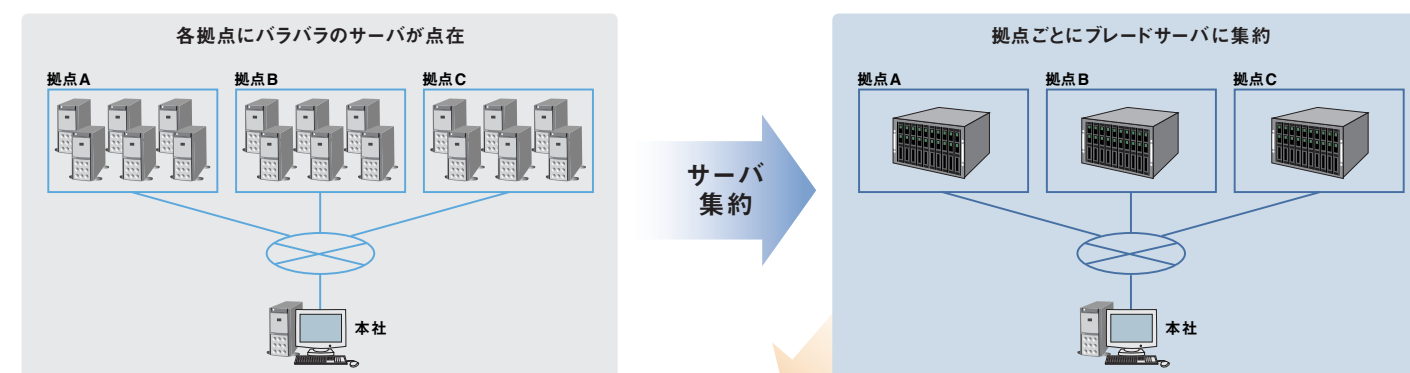 各拠点にバラバラのサーバが点在
拠点A
拠点B
拠点C
本社
サーバ
集約
拠点ごとにブレードサーバに集約
拠点A
拠点B
拠点C
本社